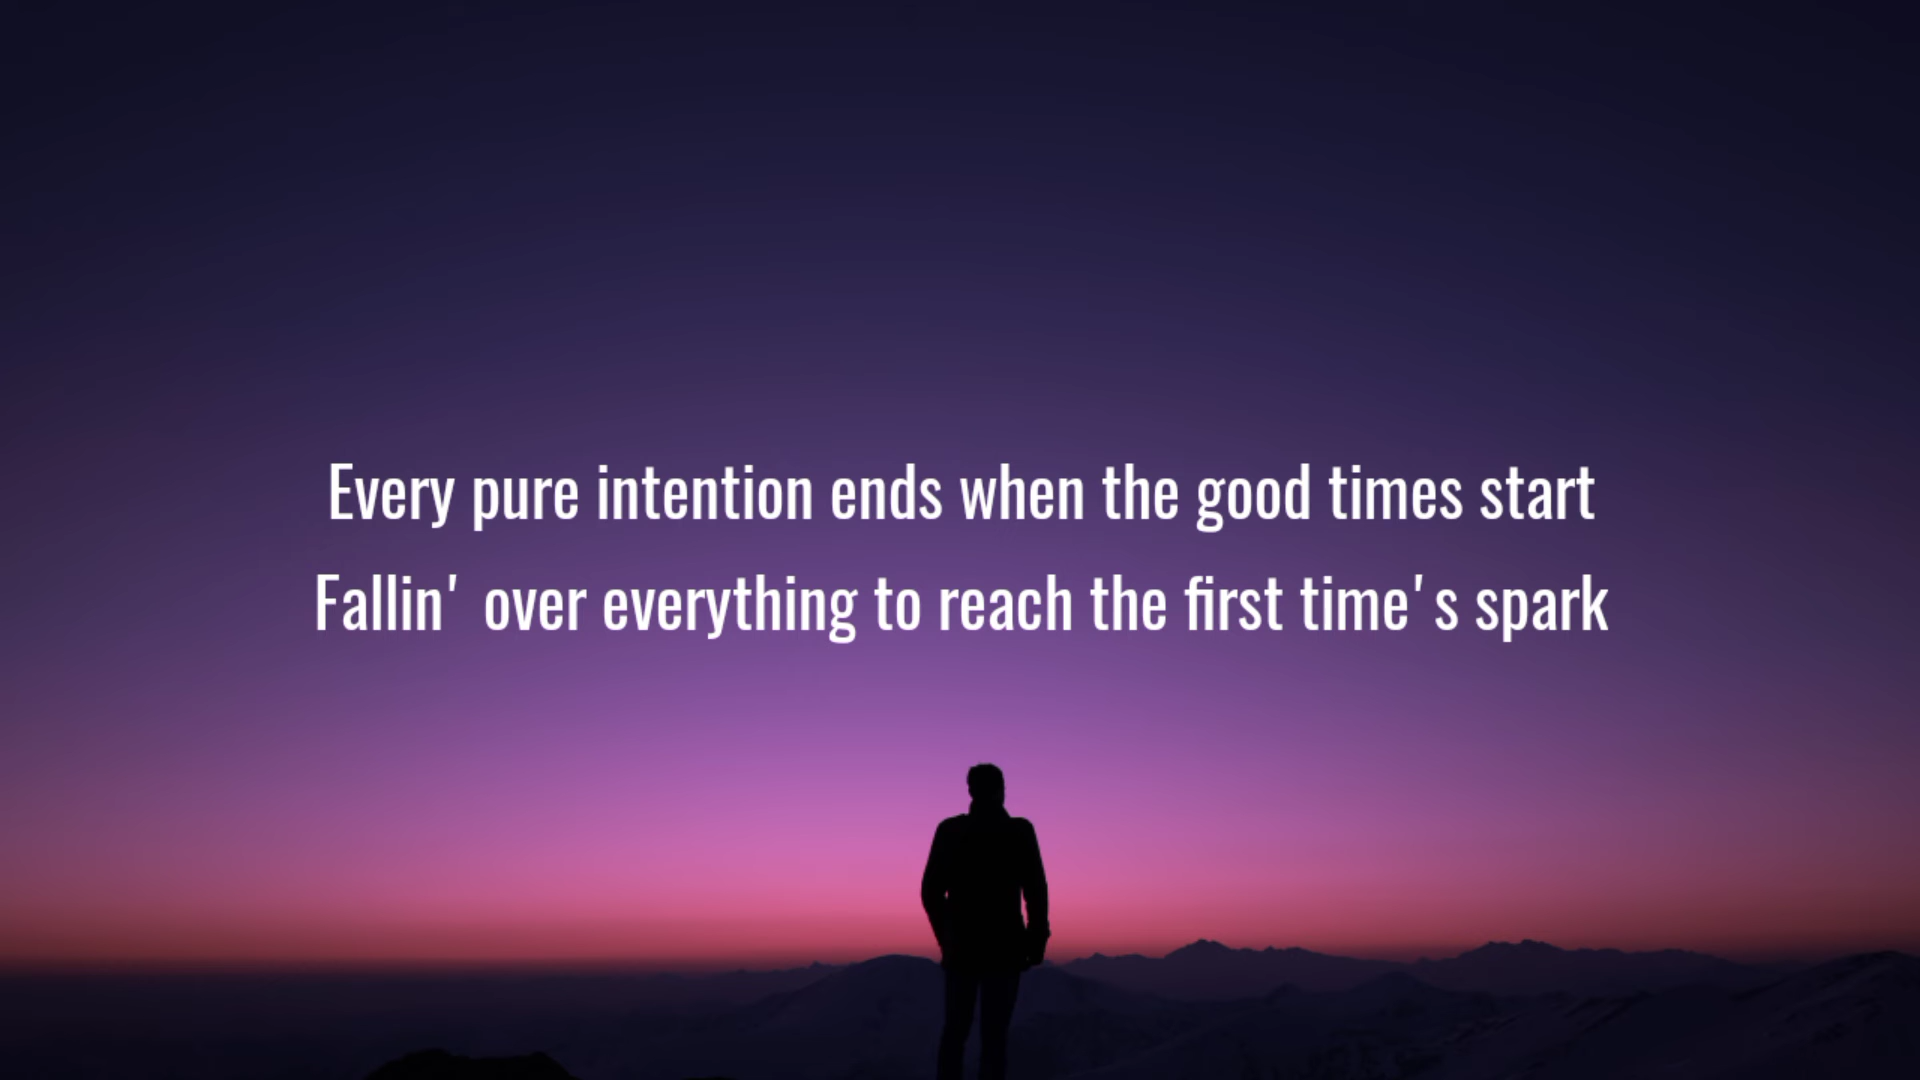 Every pure intention ends when the good times start
Fallin' over everything to reach the first time's spark